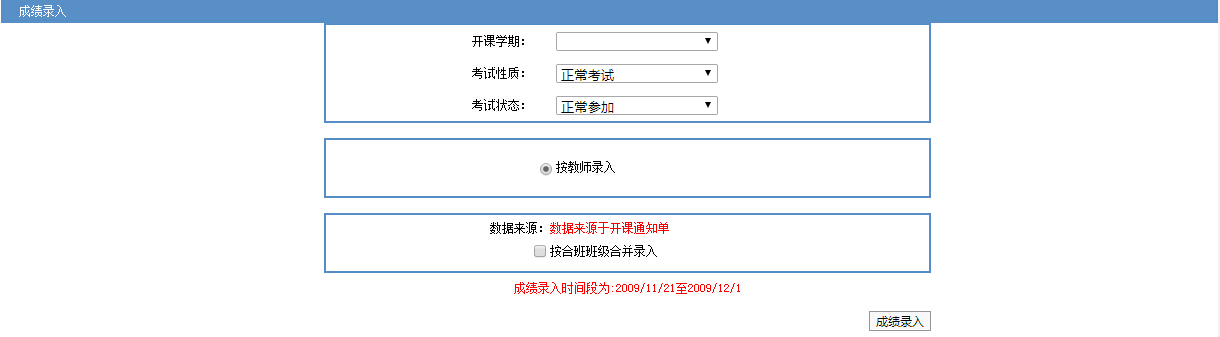 成绩录入
开课学期：
考试性质： 正常考试
考试状态： 正常参加
按教师录入
数据来源：数据来源于开课通知单
按合班班级合并录入
成绩录入时间段为:2009/11/21至2009/12/1
成绩录入